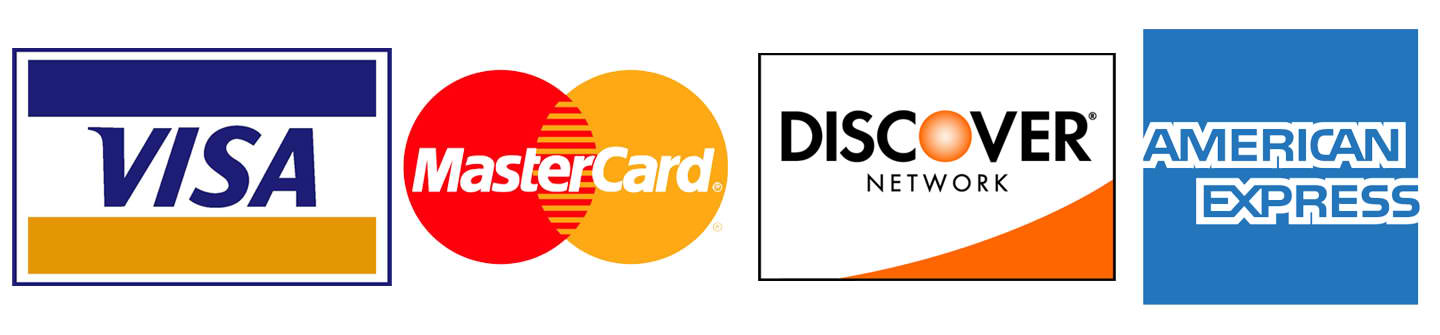 VISA
MasterCard®
®
DISCOVER®
NETWORK
AMERICAN
EXPRESS